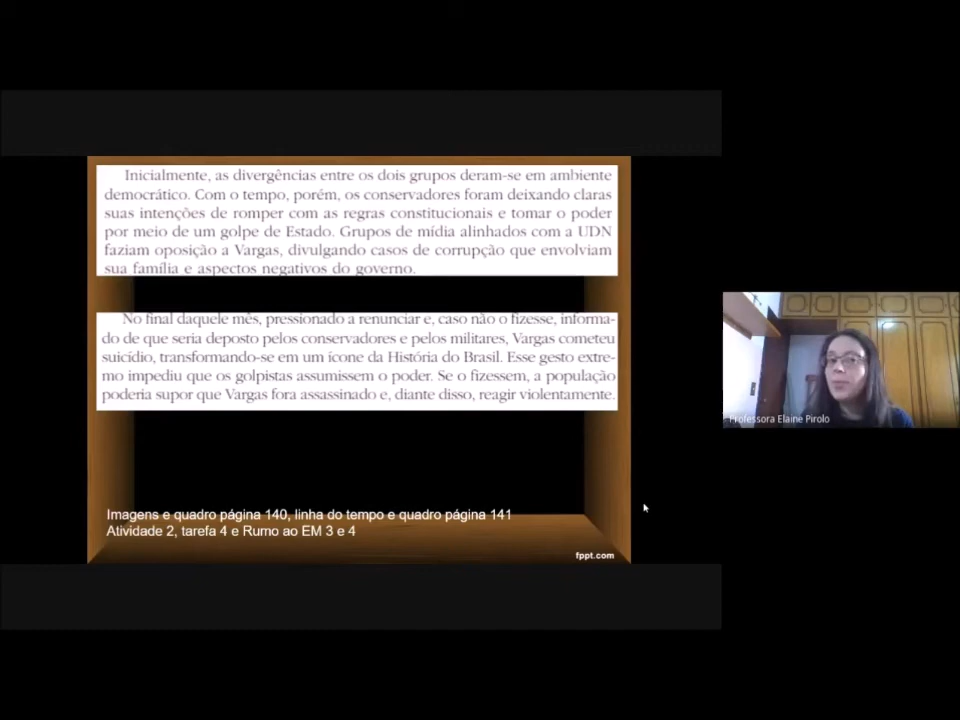 Inicialmente, as divergências entre os dois grupos deram-se em ambiente
democrático. Com o tempo, porém, os conservadores foram deixando claras
suas intenções de romper com as regras constitucionais e tomar o poder
por meio de um golpe de Estado. Grupos de mídia alinhados com a UDN
faziam oposição a Vargas, divulgando casos de corrupção que envolviam
sua família e aspectos negativos do governo.
No final daquele mês, pressionado a renunciar e, caso não o fizesse, informa-
do de que seria deposto pelos conservadores e pelos militares, Vargas cometeu
suicídio, transformando-se em um ícone da História do Brasil. Esse gesto extre-
mo impediu que os golpistas assumissem o poder. Se o fizessem, a população
poderia supor que Vargas fora assassinado e, diante disso, reagir violentamente.
Imagens e quadro página 140, linha do tempo e quadro página 141
Atividade 2, tarefa 4 e Rumo ao EM 3 e 4
fppt.com
Professora Elaine Pirolo